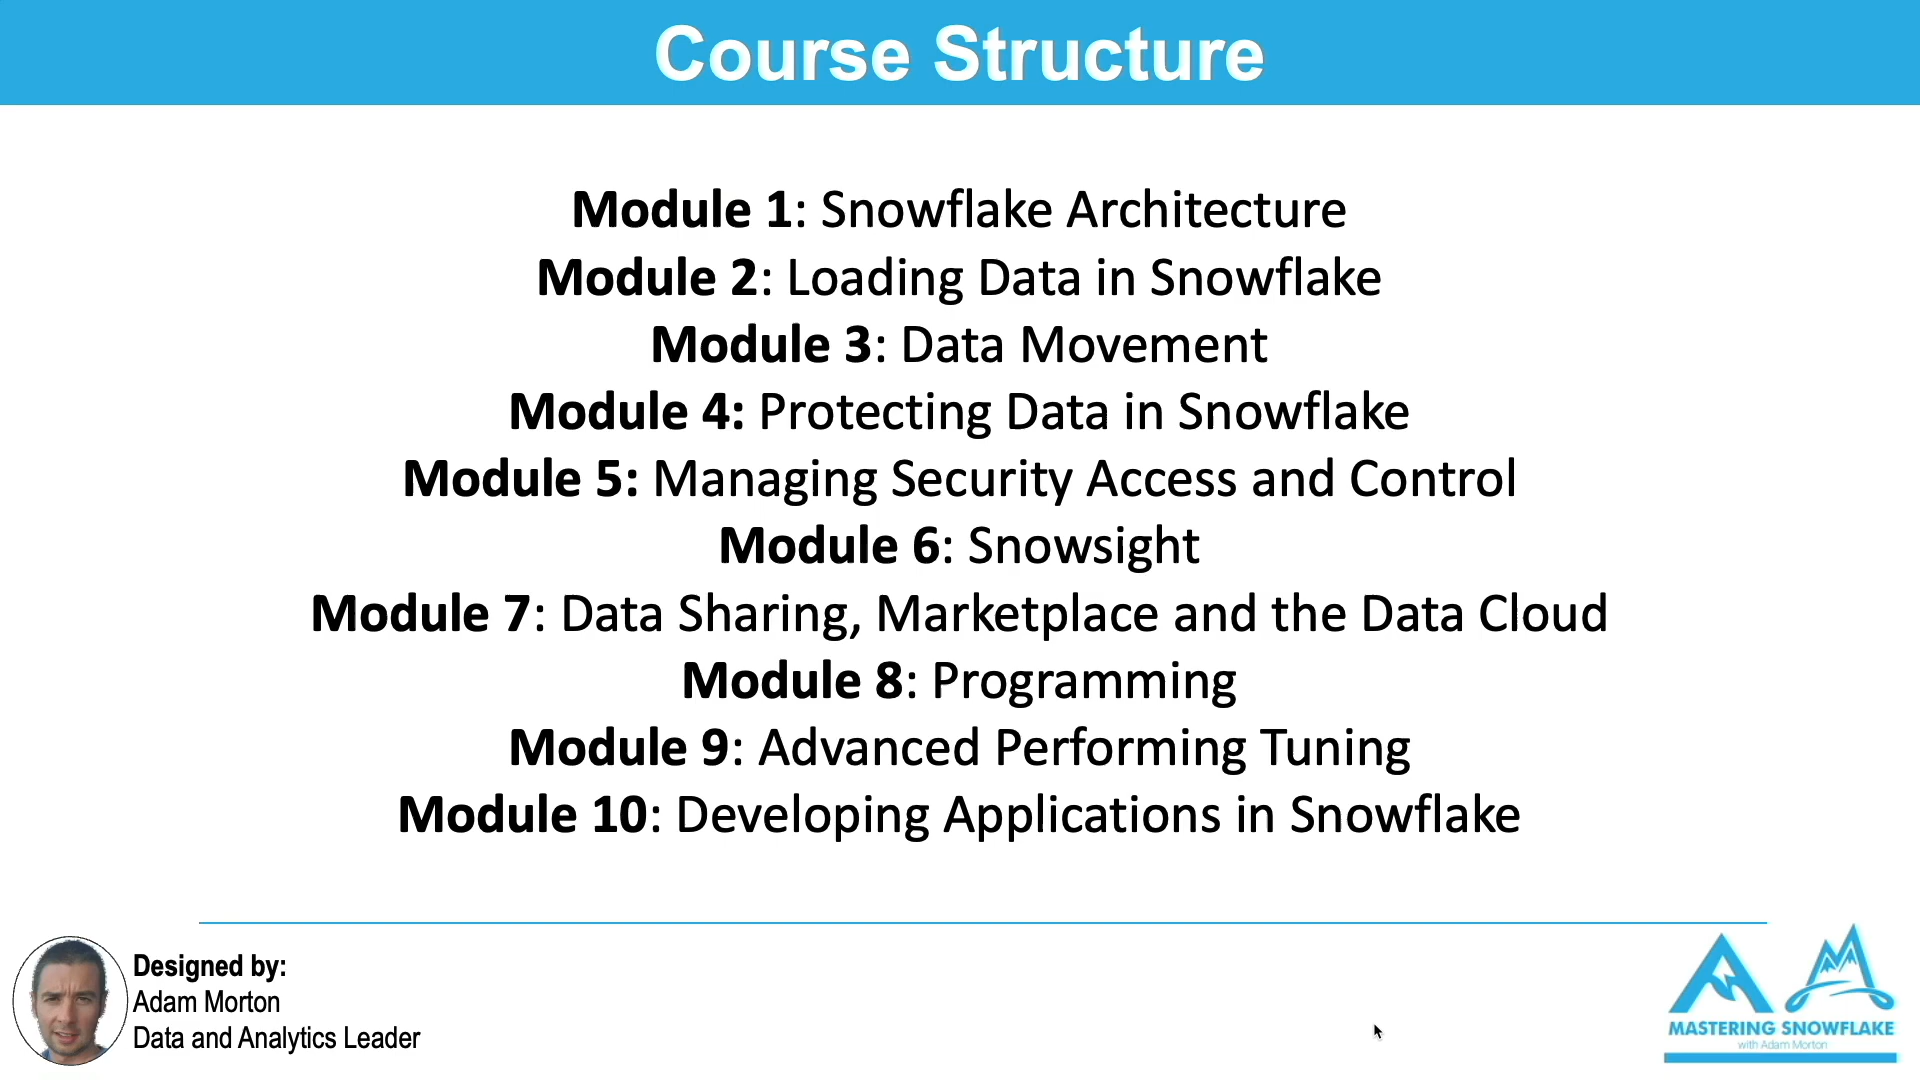 Course Structure
Module 1: Snowflake Architecture
Module 2: Loading Data in Snowflake
Module 3: Data Movement
Module 4: Protecting Data in Snowflake
Module 5: Managing Security Access and Control
Module 6: Snowsight
Module 7: Data Sharing, Marketplace and the Data Cloud
Module 8: Programming
Module 9: Advanced Performing Tuning
Module 10: Developing Applications in Snowflake
Designed by:
Adam Morton
Data and Analytics Leader
MASTERING SNOWFLAKE
with Adam Morton